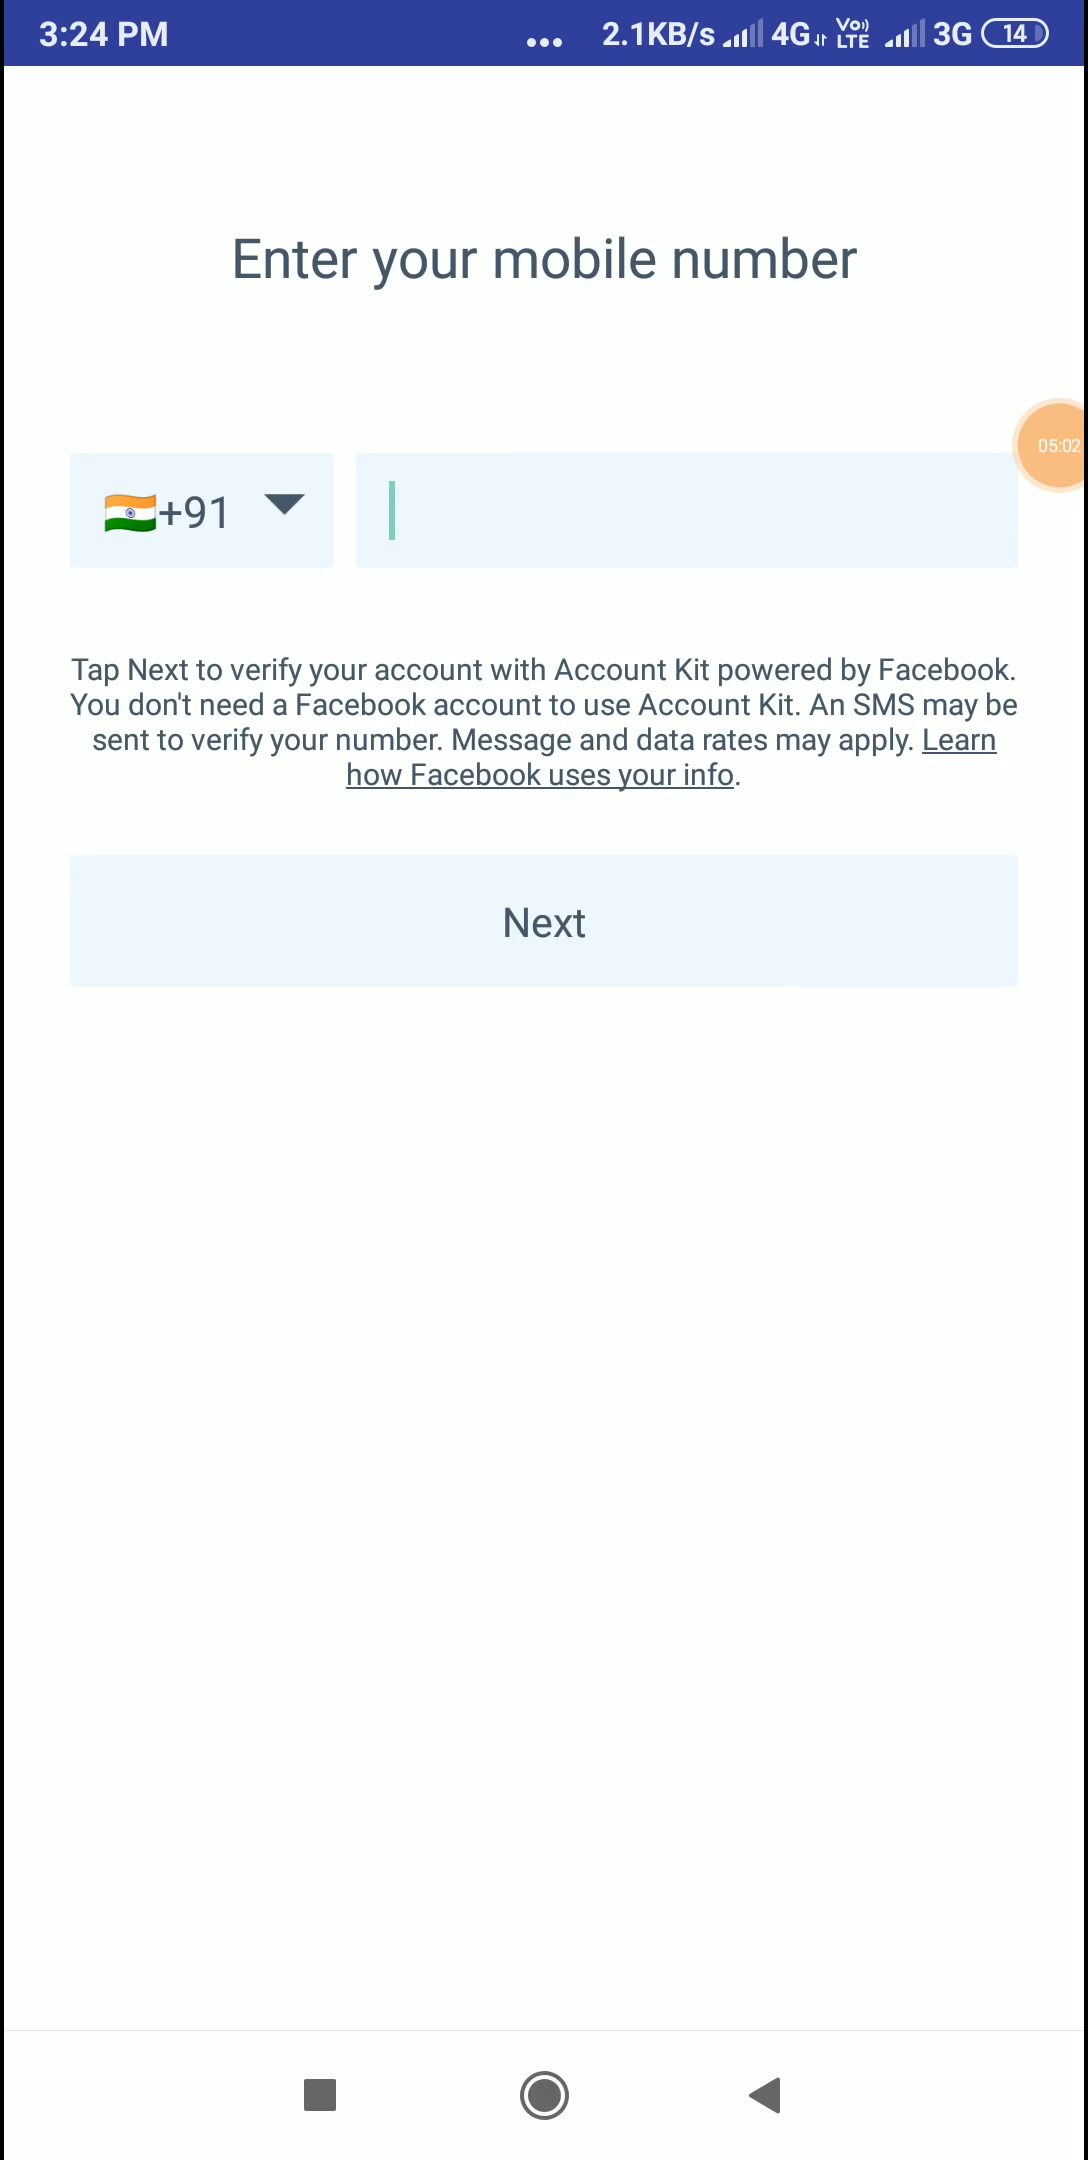 3:24 PM ... 2.1KB/s 4G Vo)) LTE 3G 14
Enter your mobile number
05:02
+91
Tap Next to verify your account with Account Kit powered by Facebook.
You don't need a Facebook account to use Account Kit. An SMS may be
sent to verify your number. Message and data rates may apply. Learn
how Facebook uses your info.
Next